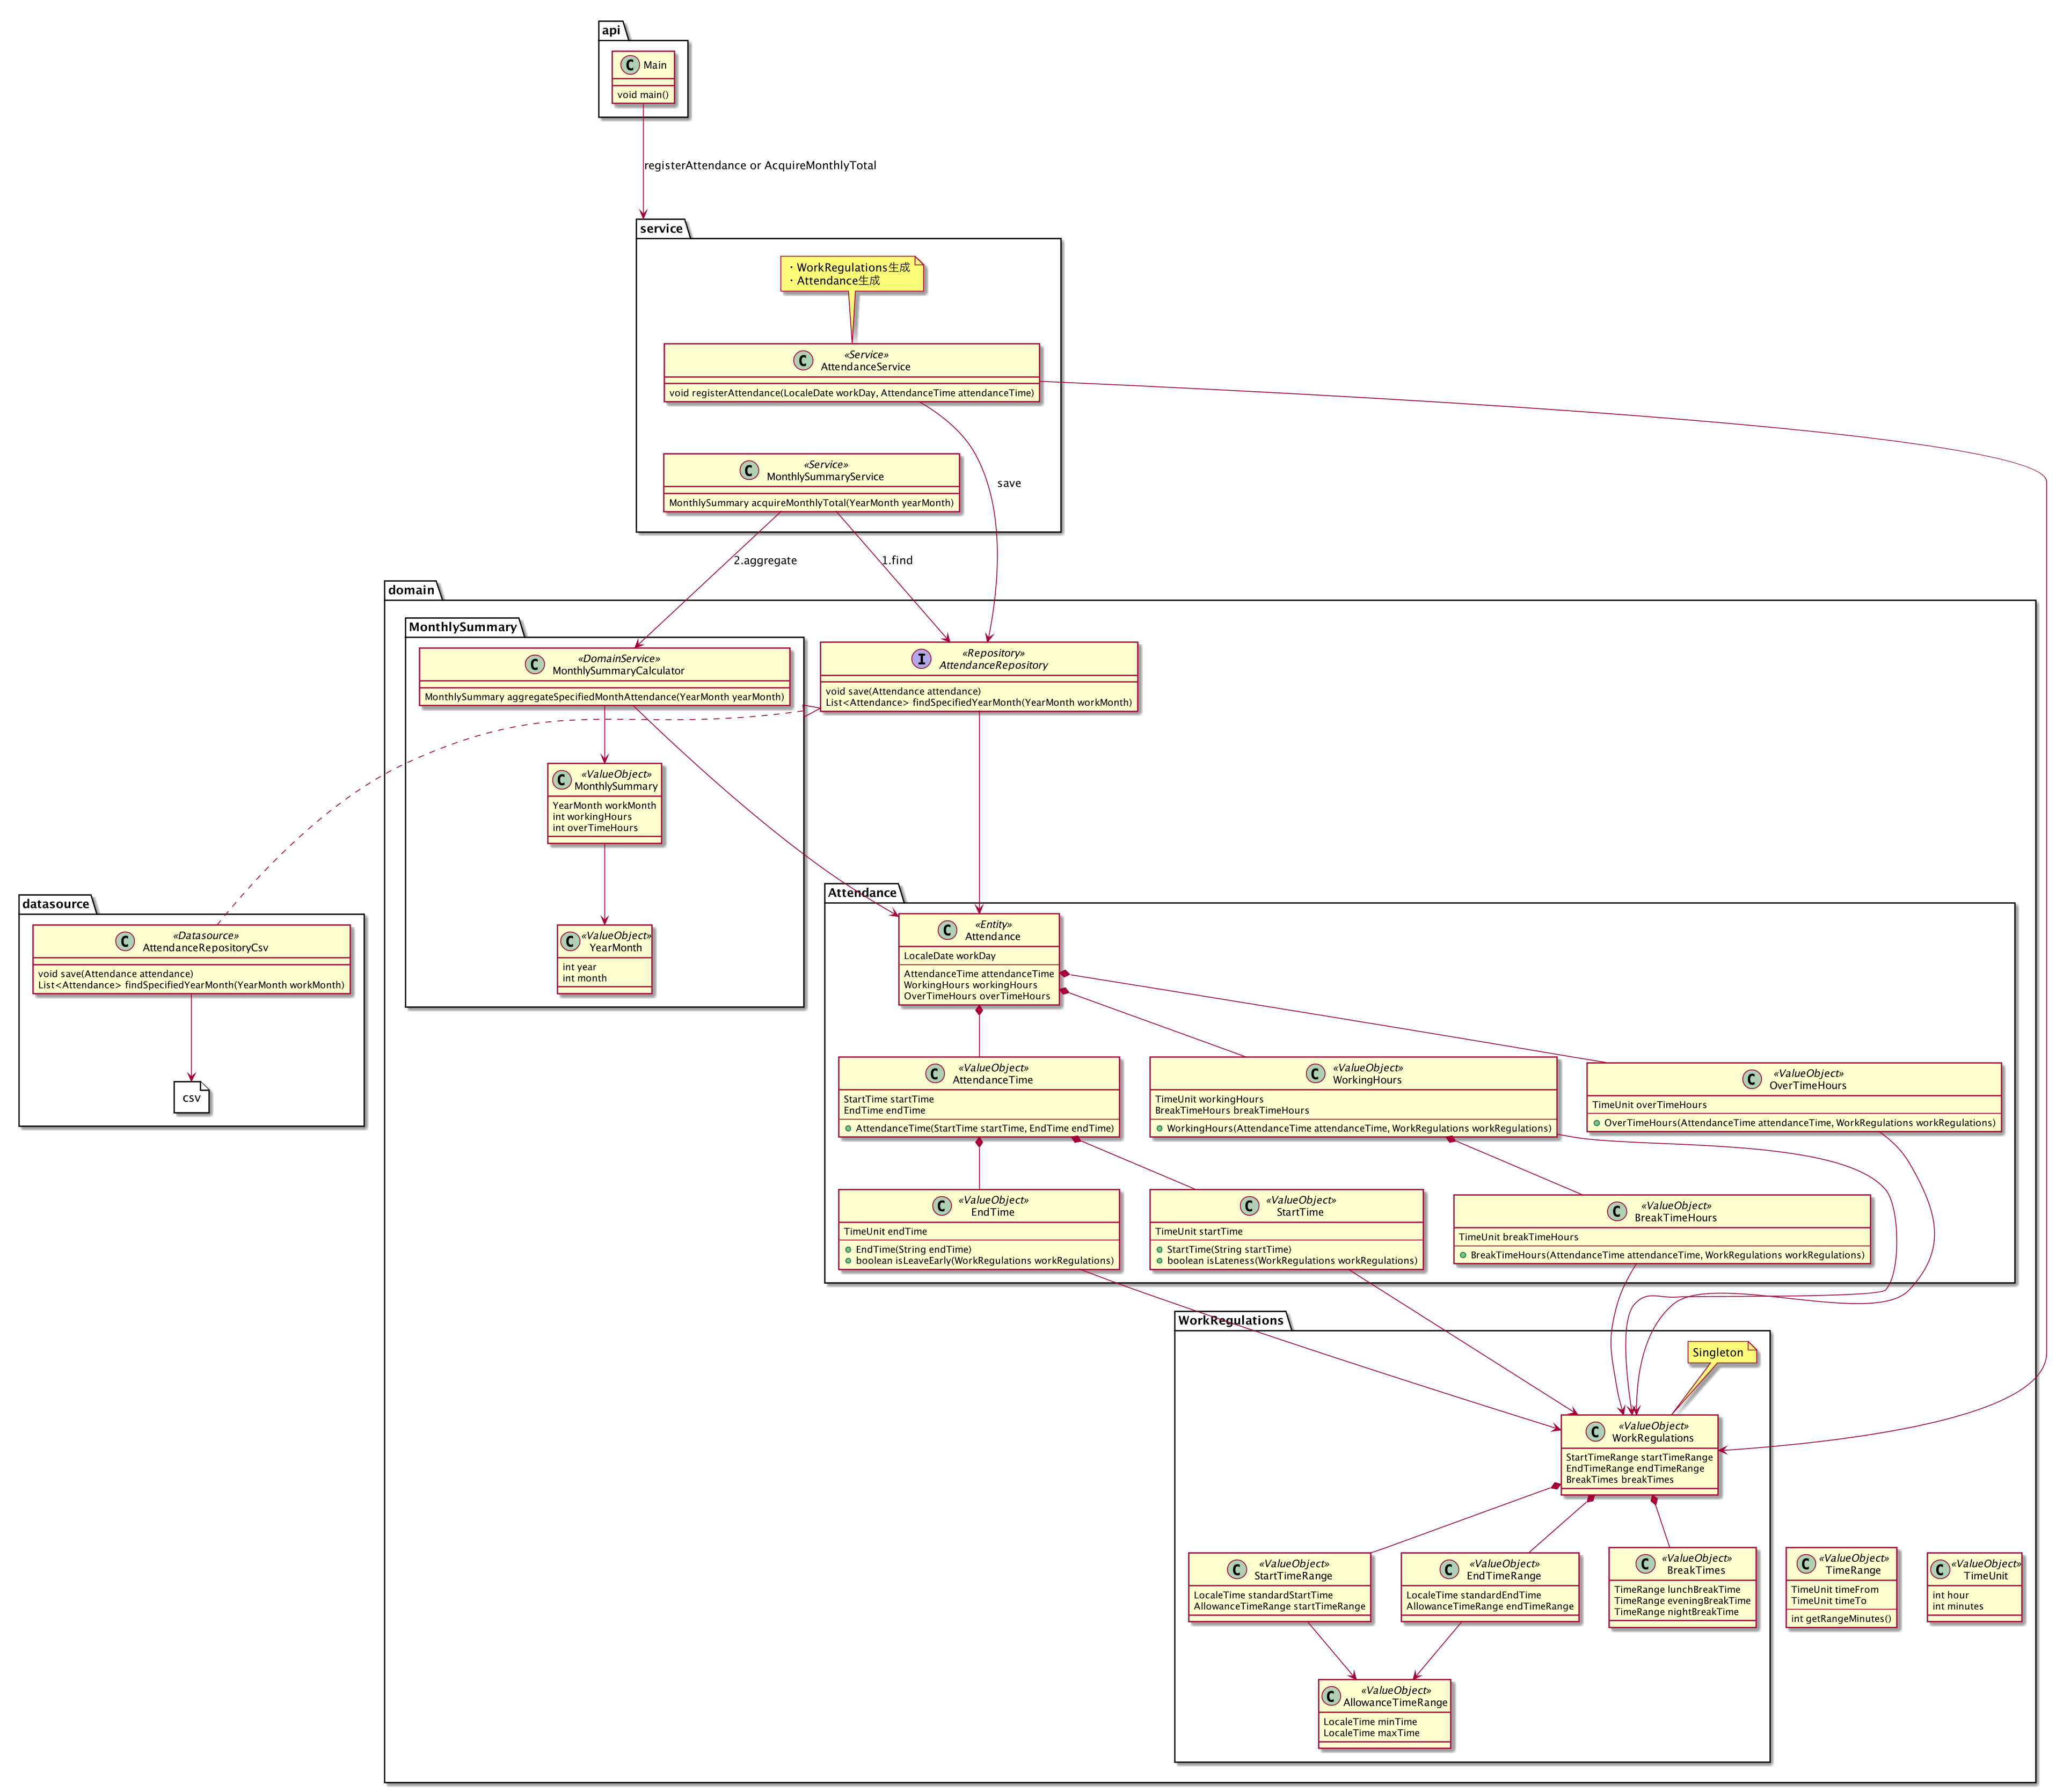 api
C Main
void main()
registerAttendance or AcquireMonthlyTotal
service
・WorkRegulations生成
・Attendance生成
C «Service»
AttendanceService
void registerAttendance(LocaleDate workDay, AttendanceTime attendanceTime)
C «Service»
MonthlySummaryService
MonthlySummary acquireMonthlyTotal(YearMonth yearMonth)
save
2.aggregate
1.find
domain
MonthlySummary
C «DomainService»
MonthlySummaryCalculator
MonthlySummary aggregateSpecifiedMonthAttendance(YearMonth yearMonth)
I «Repository»
AttendanceRepository
void save(Attendance attendance)
List<Attendance> findSpecifiedYearMonth(YearMonth workMonth)
C «ValueObject»
MonthlySummary
YearMonth workMonth
int workingHours
int overTimeHours
C «ValueObject»
YearMonth
int year
int month
datasource
C «Datasource»
AttendanceRepositoryCsv
void save(Attendance attendance)
List<Attendance> findSpecifiedYearMonth(YearMonth workMonth)
csv
Attendance
C «Entity»
Attendance
LocaleDate workDay
AttendanceTime attendanceTime
WorkingHours workingHours
OverTimeHours overTimeHours
C «ValueObject»
AttendanceTime
StartTime startTime
EndTime endTime
AttendanceTime(StartTime startTime, EndTime endTime)
C «ValueObject»
WorkingHours
TimeUnit workingHours
BreakTimeHours breakTimeHours
WorkingHours(AttendanceTime attendanceTime, WorkRegulations workRegulations)
C «ValueObject»
OverTimeHours
TimeUnit overTimeHours
OverTimeHours(AttendanceTime attendanceTime, WorkRegulations workRegulations)
C «ValueObject»
EndTime
TimeUnit endTime
EndTime(String endTime)
boolean isLeaveEarly(WorkRegulations workRegulations)
C «ValueObject»
StartTime
TimeUnit startTime
StartTime(String startTime)
boolean isLateness(WorkRegulations workRegulations)
C «ValueObject»
BreakTimeHours
TimeUnit breakTimeHours
BreakTimeHours(AttendanceTime attendanceTime, WorkRegulations workRegulations)
WorkRegulations
Singleton
C «ValueObject»
WorkRegulations
StartTimeRange startTimeRange
EndTimeRange endTimeRange
BreakTimes breakTimes
C «ValueObject»
StartTimeRange
LocaleTime standardStartTime
AllowanceTimeRange startTimeRange
C «ValueObject»
EndTimeRange
LocaleTime standardEndTime
AllowanceTimeRange endTimeRange
C «ValueObject»
BreakTimes
TimeRange lunchBreakTime
TimeRange eveningBreakTime
TimeRange nightBreakTime
C «ValueObject»
TimeRange
TimeUnit timeFrom
TimeUnit timeTo
int getRangeMinutes()
C «ValueObject»
TimeUnit
int hour
int minutes
C «ValueObject»
AllowanceTimeRange
LocaleTime minTime
LocaleTime maxTime